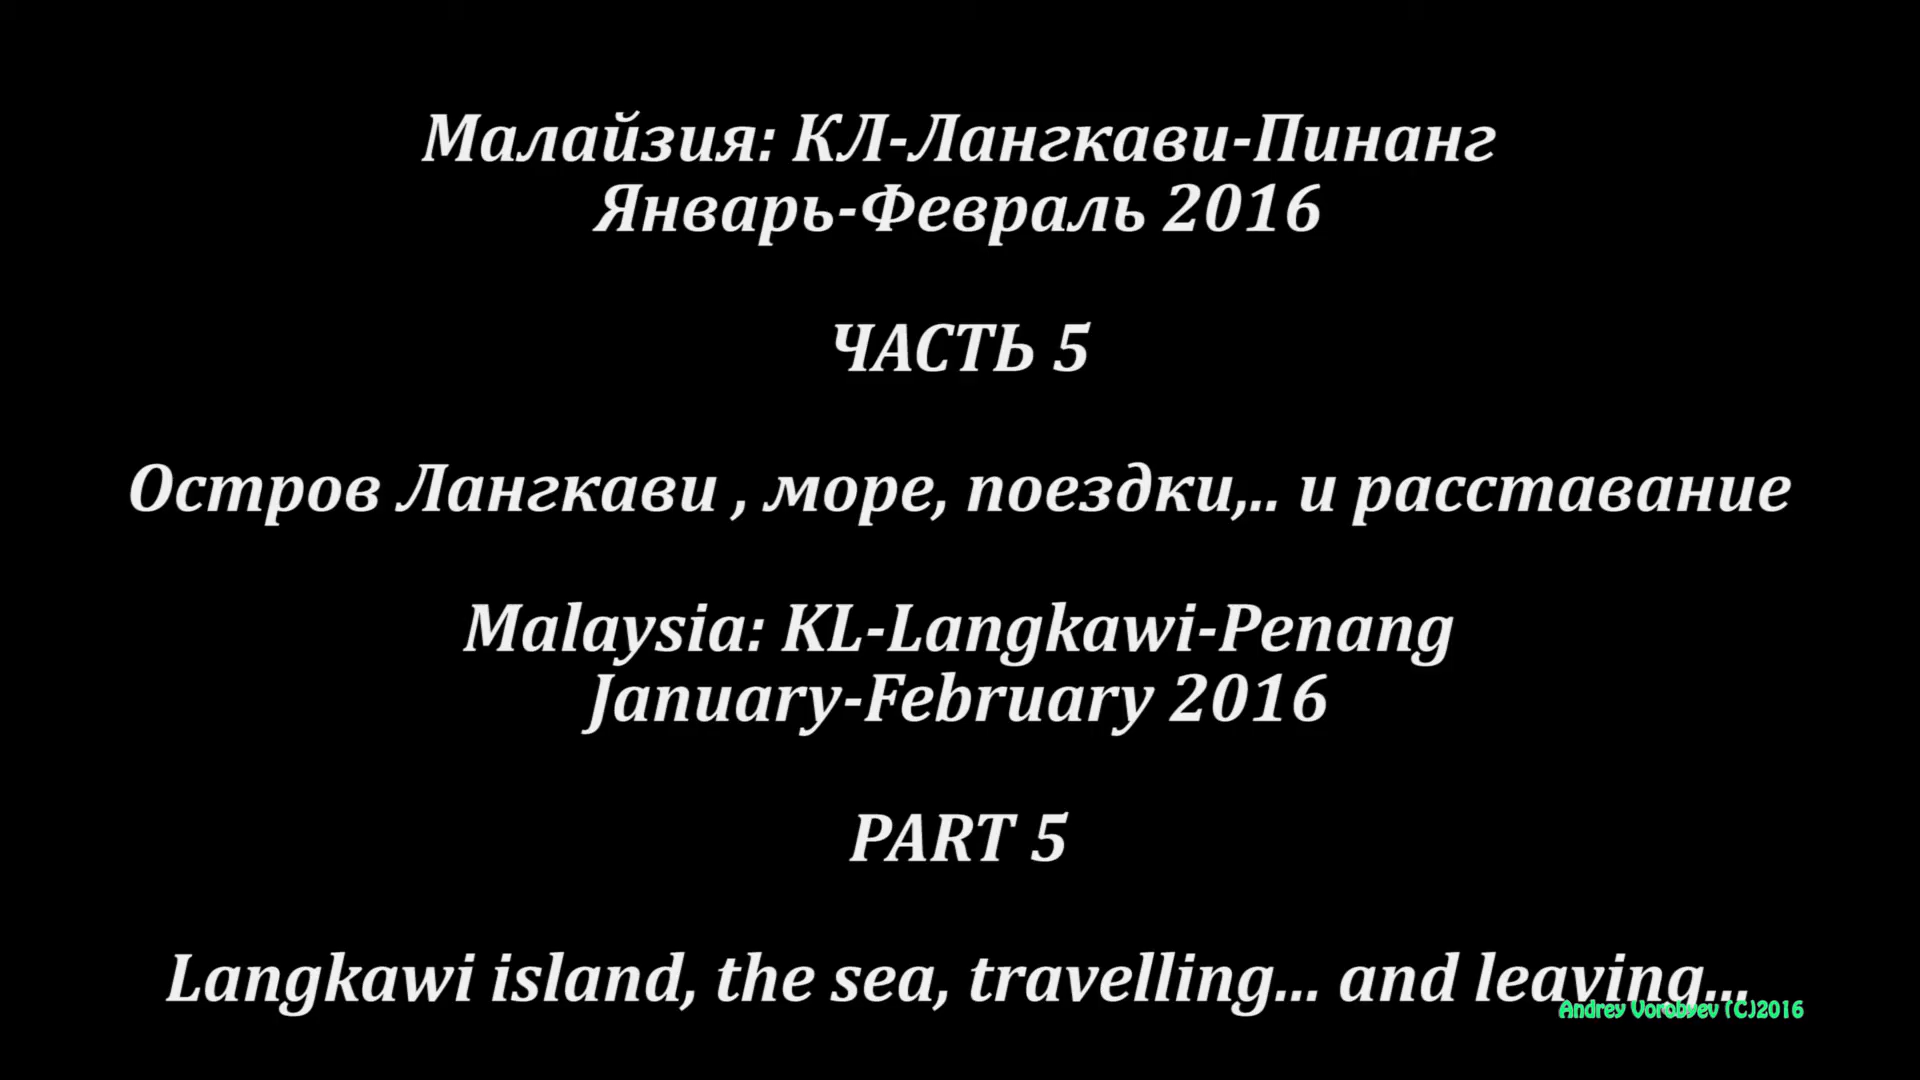 Малайзия: КЛ-Лангкави-Пинанг
Январь-Февраль 2016
ЧАСТЬ 5
Остров Лангкави , море, поездки,.. и расставание
Malaysia: KL-Langkawi-Penang
January-February 2016
PART 5
Langkawi island, the sea, travelling... and leaving...
Andrey Vorobyev (C)2016